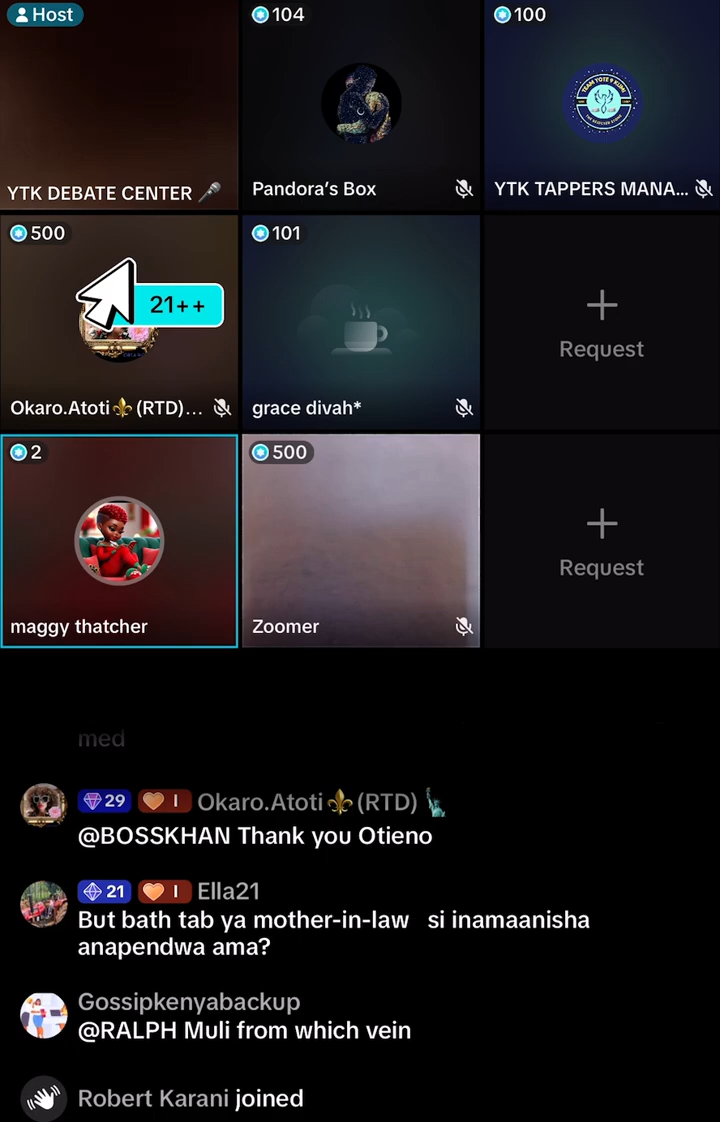 Host
104
100
YTK DEBATE CENTER 🎤
Pandora's Box
YTK TAPPERS MANA...
500
101
21++
Request
Okaro.Atoti⚜️(RTD)...
grace divah*
2
500
Request
maggy thatcher
Zoomer
med
29 I Okaro.Atoti⚜️(RTD)🗽
@BOSSKHAN Thank you Otieno
21 I Ella21
But bath tab ya mother-in-law si inamaanisha
anapendwa ama?
Gossipkenyabackup
@RALPH Muli from which vein
Robert Karani joined